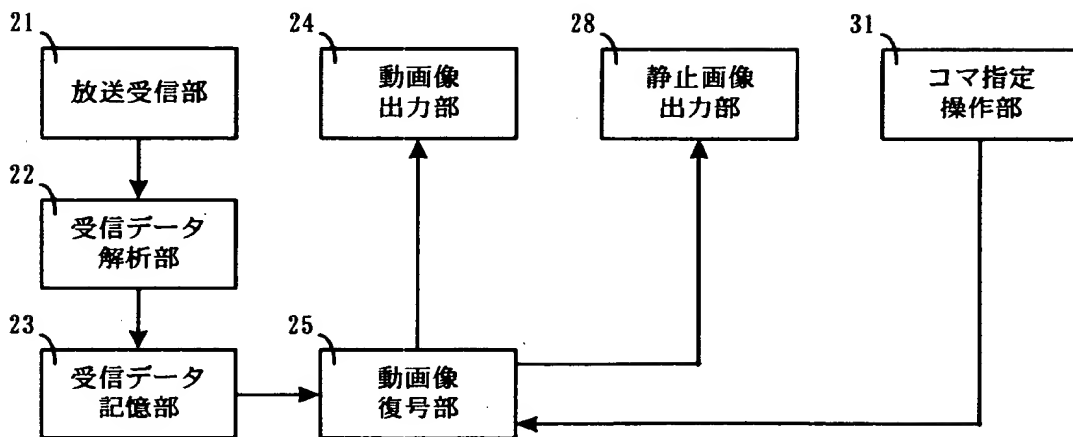 21
放送受信部
24
動画像
出力部
28
静止画像
出力部
31
コマ指定
操作部
22
受信データ
解析部
23
受信データ
記憶部
25
動画像
復号部